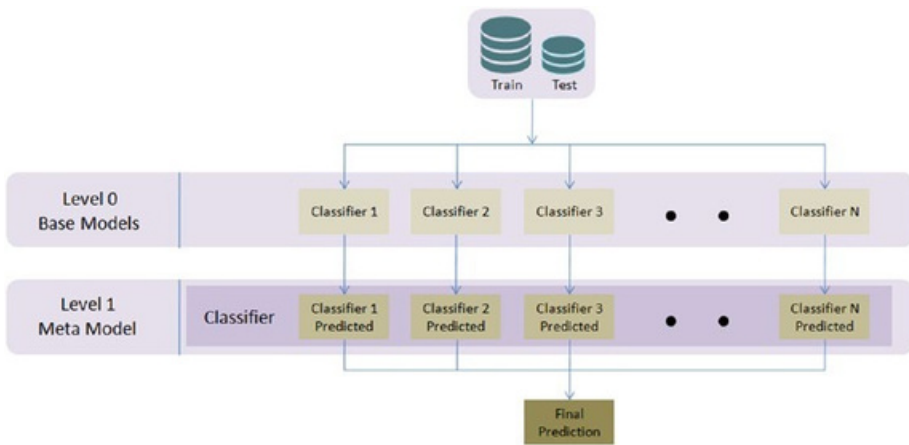 Train
Test
Level 0
Base Models
Classifier 1
Classifier 2
Classifier 3
Classifier N
Level 1
Meta Model
Classifier
Classifier 1
Predicted
Classifier 2
Predicted
Classifier 3
Predicted
Classifier N
Predicted
Final
Prediction